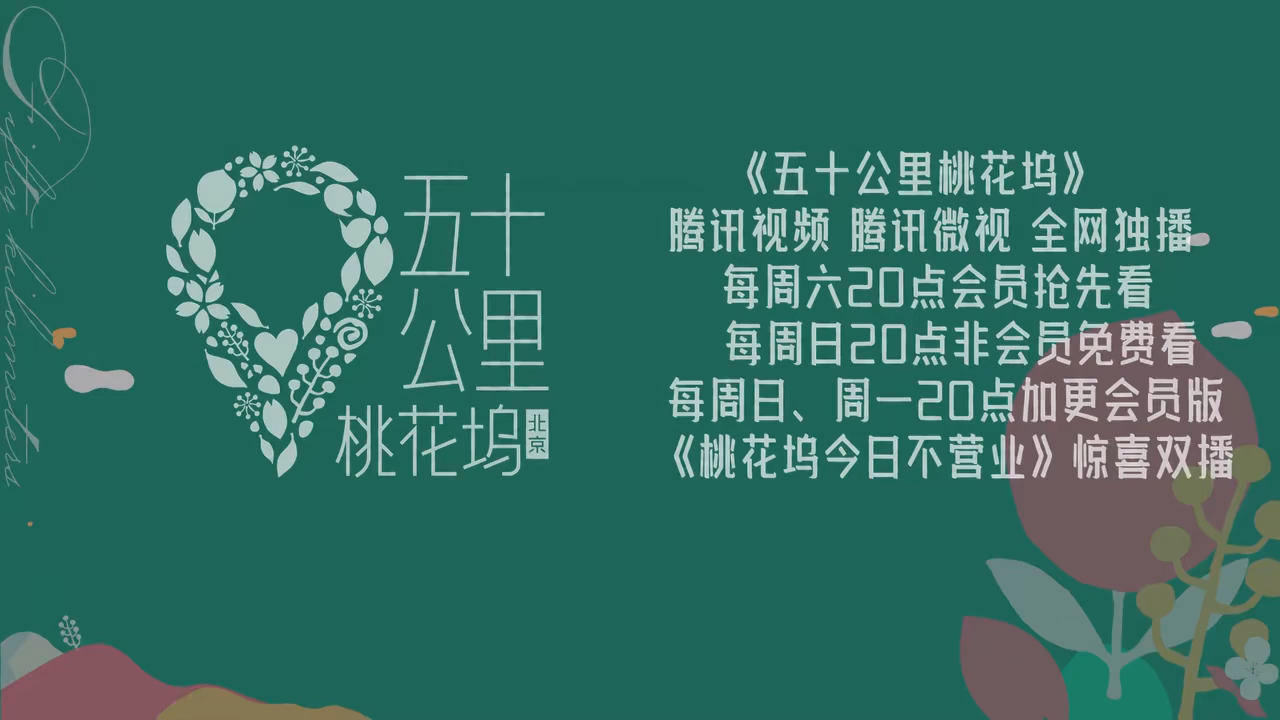 Fifty kilometers
五十
公里
桃花坞
北京
《五十公里桃花坞》
腾讯视频 腾讯微视 全网独播
每周六20点会员抢先看
每周日20点非会员免费看
每周日、周一20点加更会员版
《桃花坞今日不营业》惊喜双播